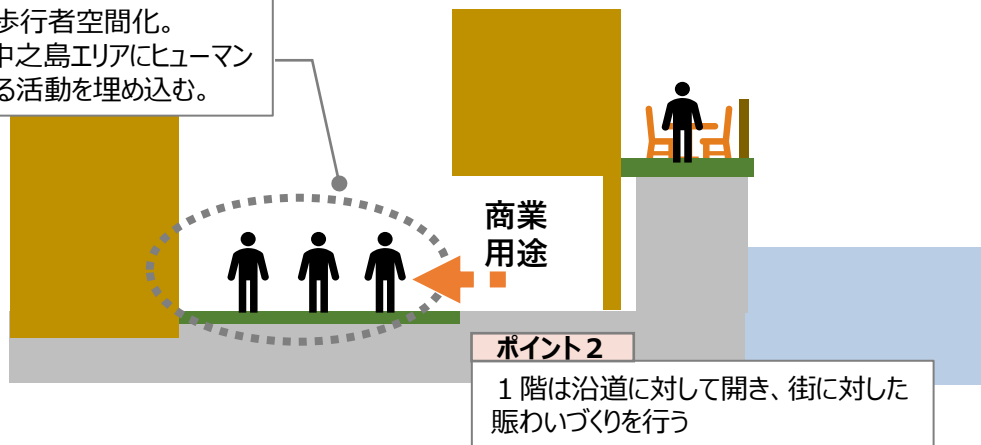 歩行者空間化。
中之島エリアにヒューマン
る活動を埋め込む。
商業
用途
ポイント２
１階は沿道に対して開き、街に対した
賑わいづくりを行う